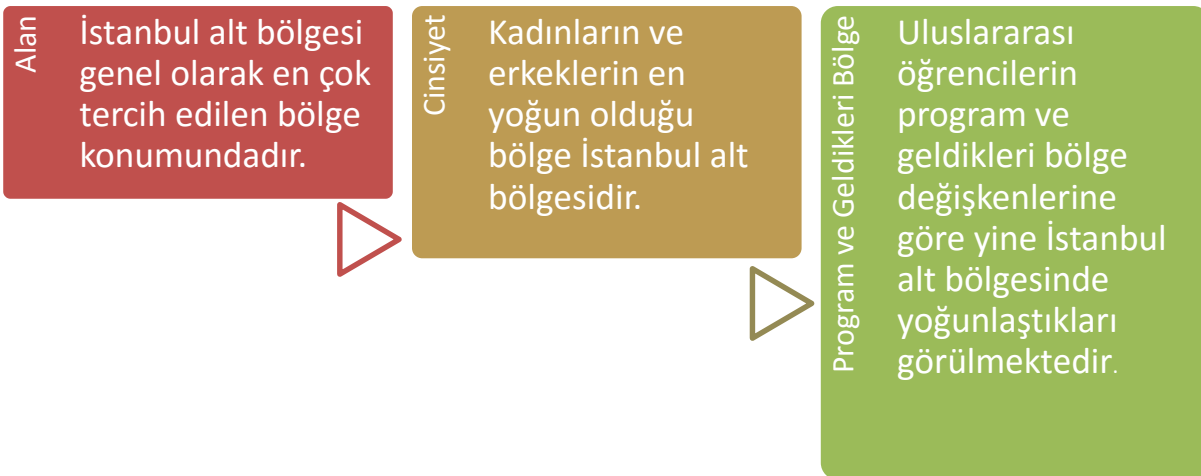 Alan
İstanbul alt bölgesi
genel olarak en çok
tercih edilen bölge
konumundadır.
Cinsiyet
Kadınların ve
erkeklerin en
yoğun olduğu
bölge İstanbul alt
bölgesidir.
Program ve Geldikleri Bölge
Uluslararası
öğrencilerin
program ve
geldikleri bölge
değişkenlerine
göre yine İstanbul
alt bölgesinde
yoğunlaştıkları
görülmektedir.